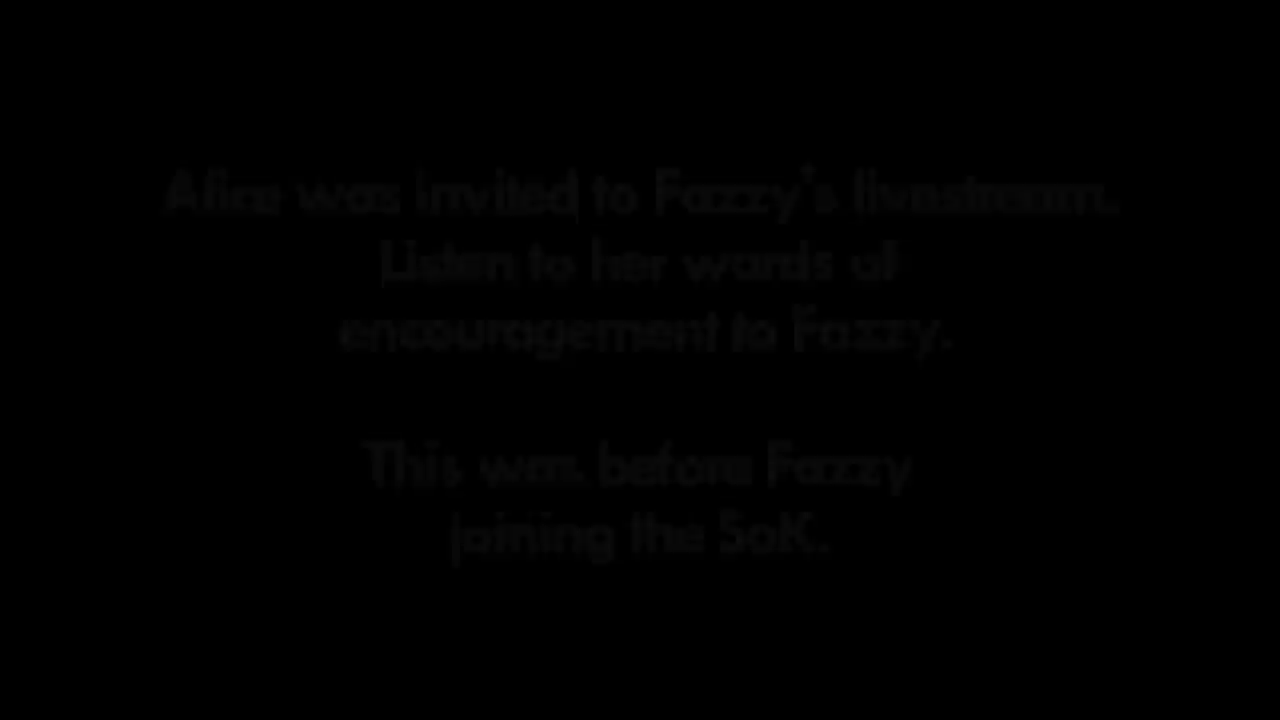 Alice was invited to Fazzy's livestream.
Listen to her words of
encouragement to Fazzy.
This was before Fazzy
joining the SoK.